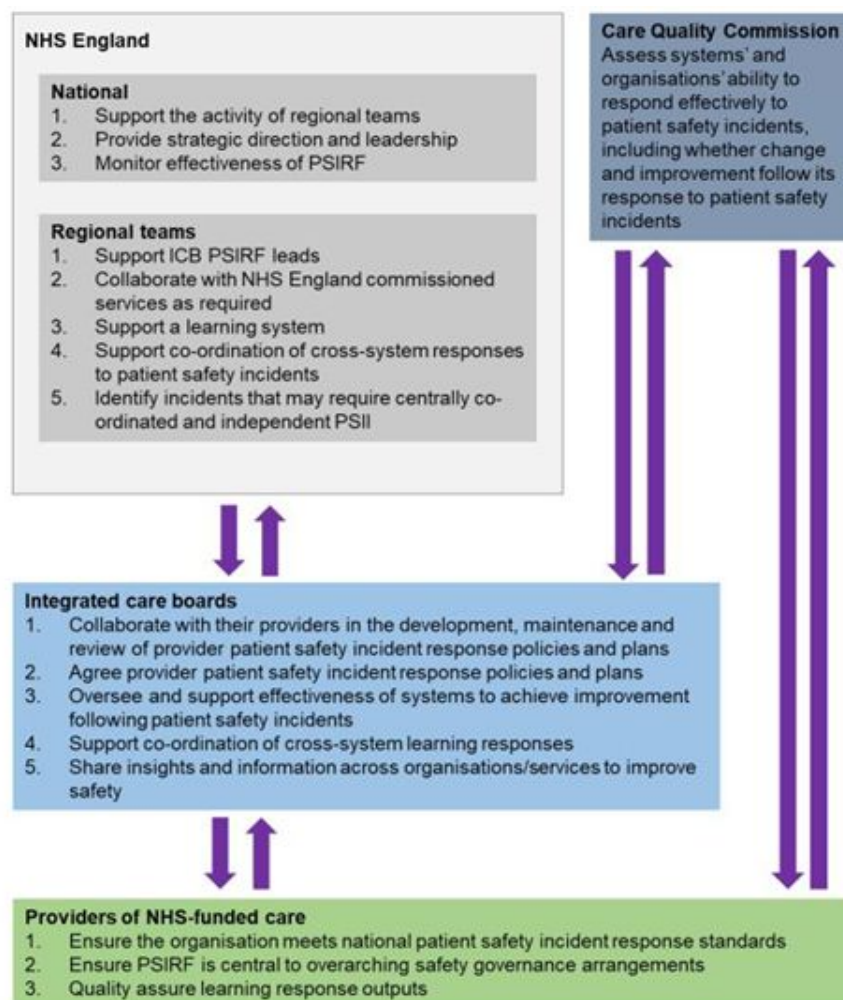 NHS England
National
1. Support the activity of regional teams
2. Provide strategic direction and leadership
3. Monitor effectiveness of PSIRF
Regional teams
1. Support ICB PSIRF leads
2. Collaborate with NHS England commissioned
services as required
3. Support a learning system
4. Support co-ordination of cross-system responses
to patient safety incidents
5. Identify incidents that may require centrally co-
ordinated and independent PSII
Care Quality Commission
Assess systems' and
organisations' ability to
respond effectively to
patient safety incidents,
including whether change
and improvement follow its
response to patient safety
incidents
Integrated care boards
1. Collaborate with their providers in the development, maintenance and
review of provider patient safety incident response policies and plans
2. Agree provider patient safety incident response policies and plans
3. Oversee and support effectiveness of systems to achieve improvement
following patient safety incidents
4. Support co-ordination of cross-system learning responses
5. Share insights and information across organisations/services to improve
safety
Providers of NHS-funded care
1. Ensure the organisation meets national patient safety incident response standards
2. Ensure PSIRF is central to overarching safety governance arrangements
3. Quality assure learning response outputs